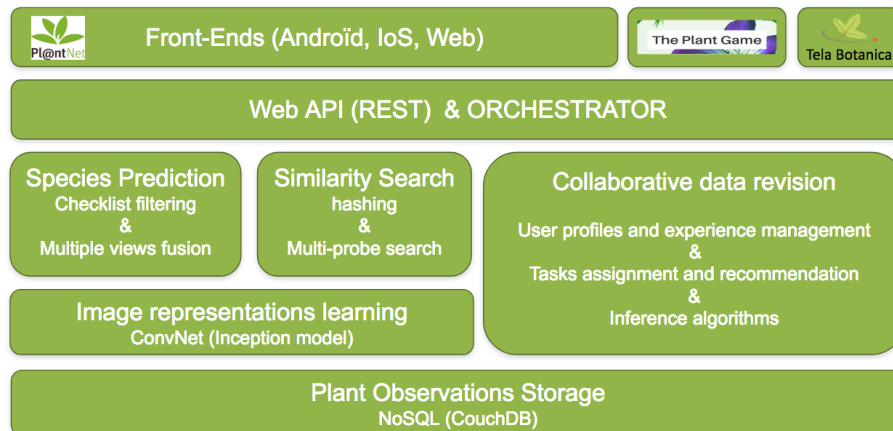 Pl@ntNet
Front-Ends (Androïd, IoS, Web)
The Plant Game
Tela Botanica
Web API (REST) & ORCHESTRATOR
Species Prediction
Checklist filtering
&
Multiple views fusion
Similarity Search
hashing
&
Multi-probe search
Collaborative data revision
User profiles and experience management
&
Tasks assignment and recommendation
&
Inference algorithms
Image representations learning
ConvNet (Inception model)
Plant Observations Storage
NoSQL (CouchDB)